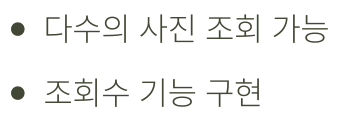 • 다수의 사진 조회 가능
• 조회수 기능 구현